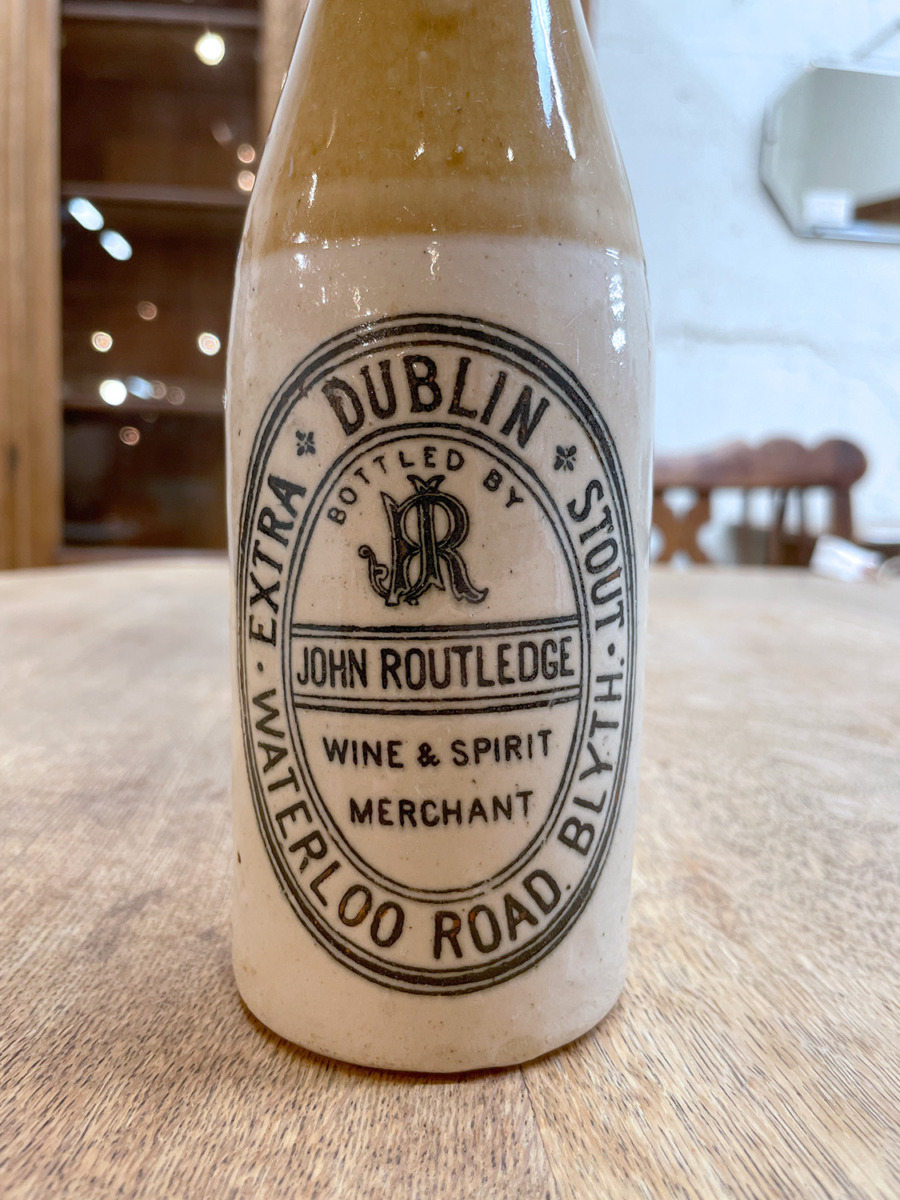 EXTRA DUBLIN STOUT
BOTTLED BY
JR
JOHN ROUTLEDGE
WINE & SPIRIT
MERCHANT
WATERLOO ROAD. BLYTH.